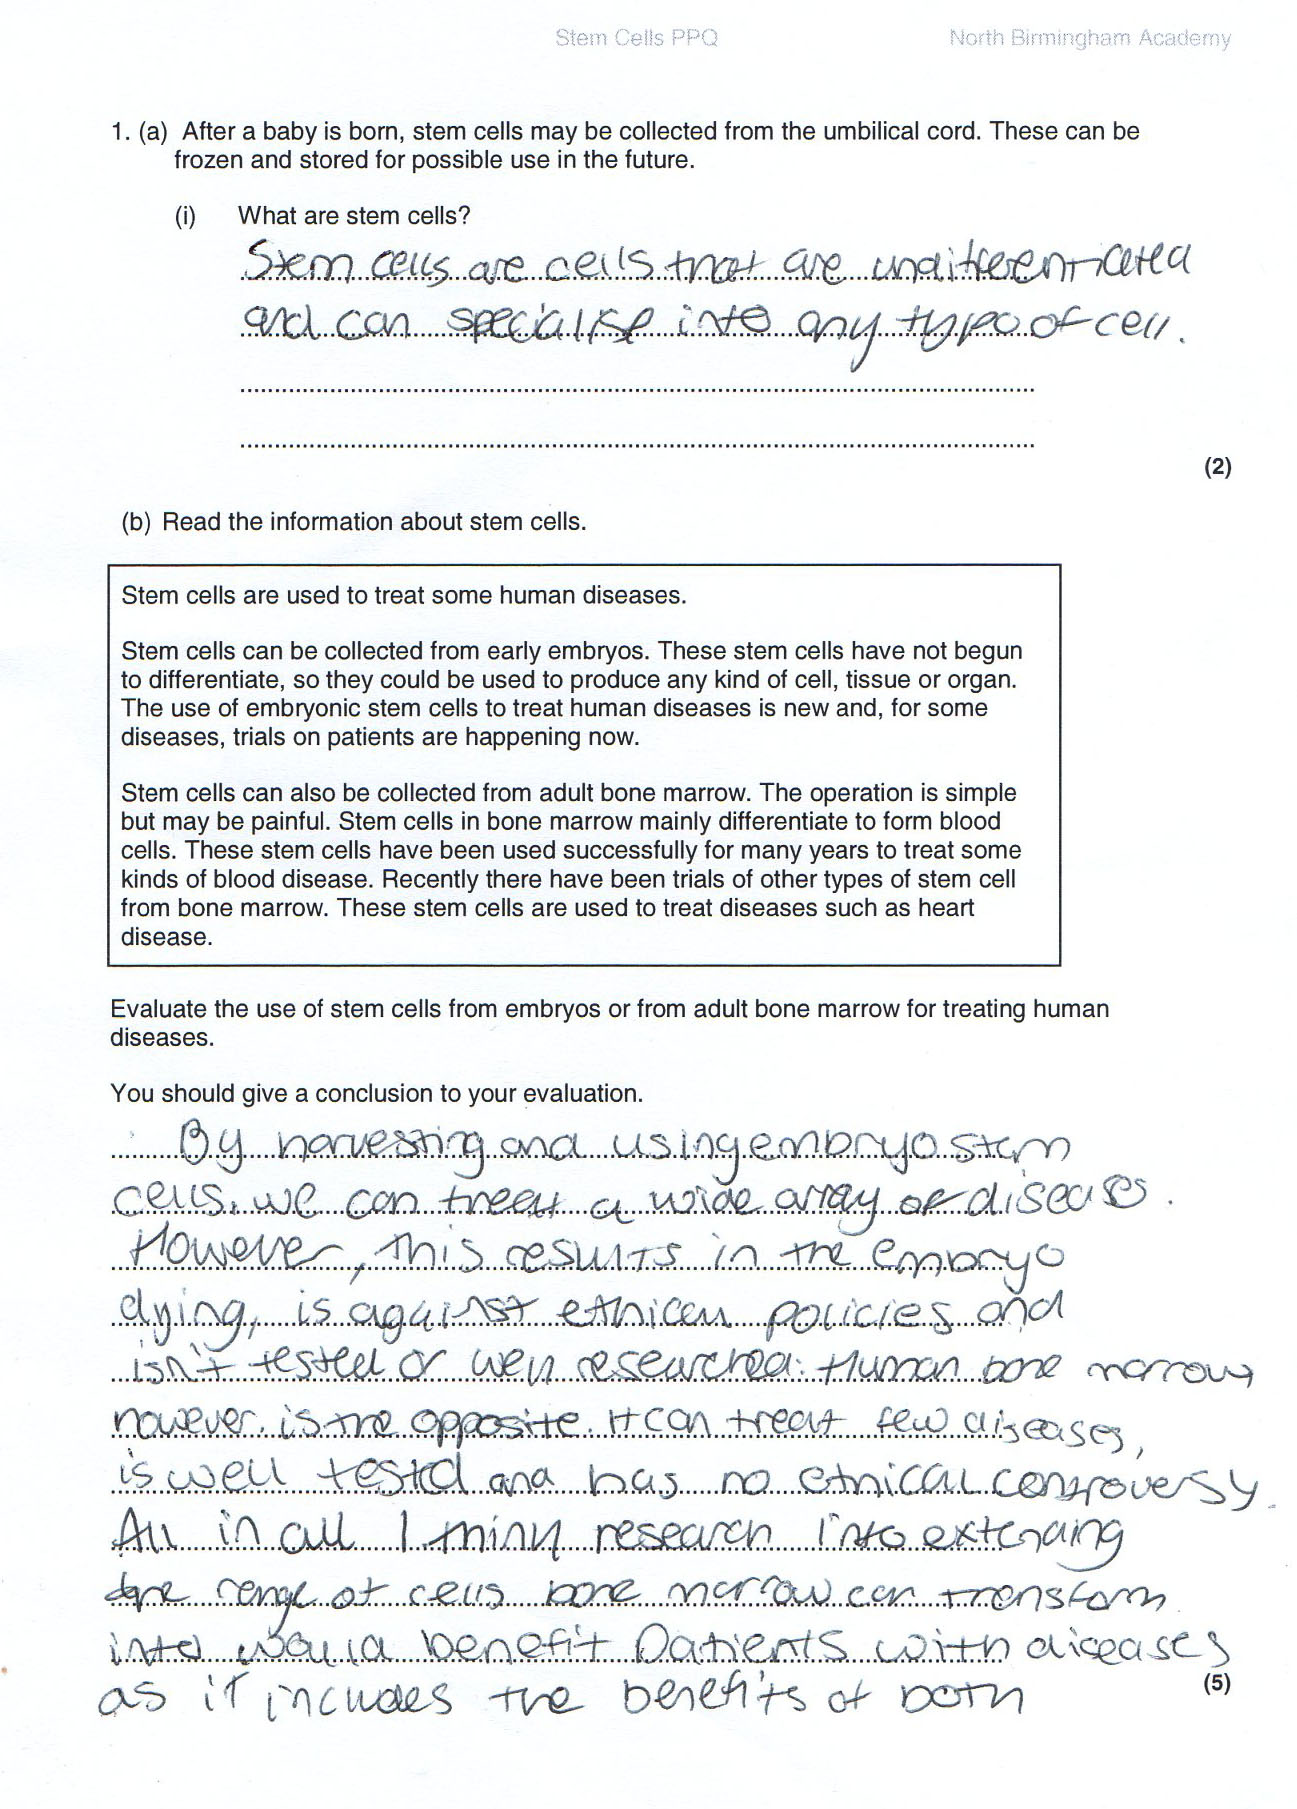 Stem Cells PPQ North Birmingham Academy
1. (a) After a baby is born, stem cells may be collected from the umbilical cord. These can be
frozen and stored for possible use in the future.
(i) What are stem cells?
Stem cells are cells that are undifferenticated
and can specialise into any type of cell.
(2)
(b) Read the information about stem cells.
Stem cells are used to treat some human diseases.
Stem cells can be collected from early embryos. These stem cells have not begun
to differentiate, so they could be used to produce any kind of cell, tissue or organ.
The use of embryonic stem cells to treat human diseases is new and, for some
diseases, trials on patients are happening now.
Stem cells can also be collected from adult bone marrow. The operation is simple
but may be painful. Stem cells in bone marrow mainly differentiate to form blood
cells. These stem cells have been used successfully for many years to treat some
kinds of blood disease. Recently there have been trials of other types of stem cell
from bone marrow. These stem cells are used to treat diseases such as heart
disease.
Evaluate the use of stem cells from embryos or from adult bone marrow for treating human
diseases.
You should give a conclusion to your evaluation.
By harvesting and using embryo stem
cells, we can treat a wide array of diseases.
However, this results in the embryo
dying, is against ethical policies and
isn't tested or well researched. Human bone marrow
however, is the opposite. It can treat few diseases,
is well tested and has no ethical controversy.
All in all I think research into extending
the range of cells bone marrow can transform
into would benefit patients with diseases
(5)
as it includes the benefits of both